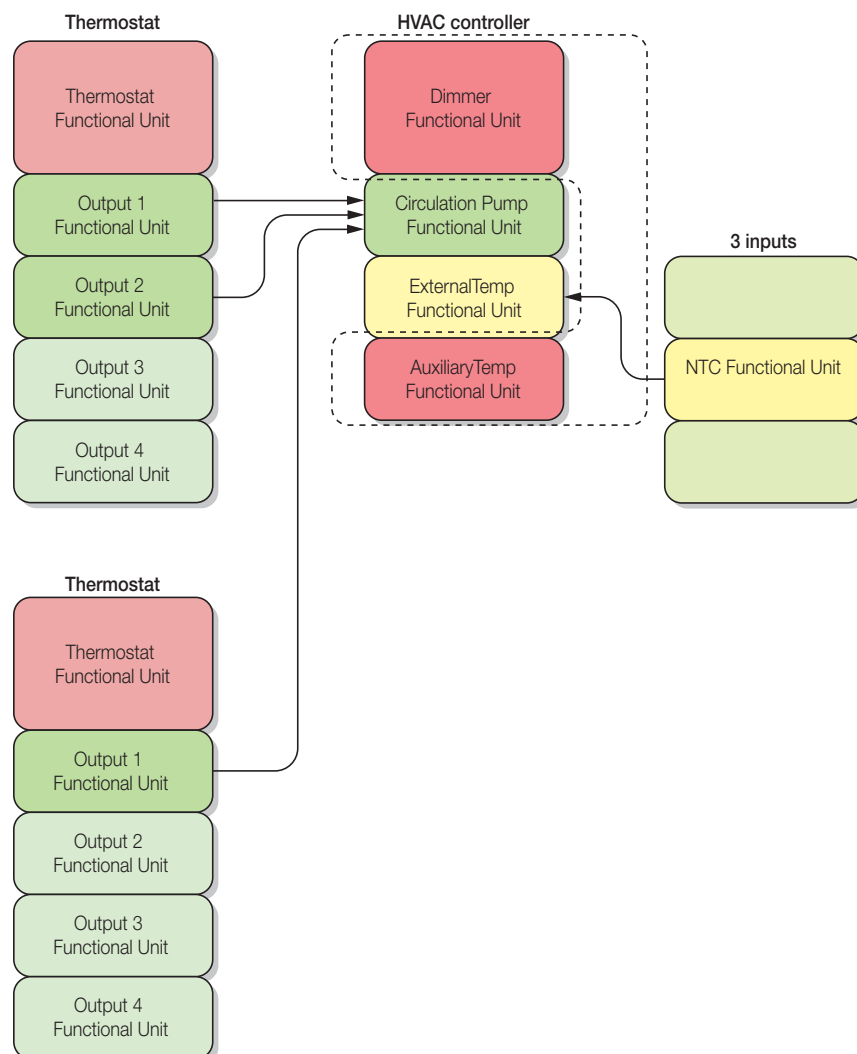 Thermostat
Thermostat
Functional Unit
Output 1
Functional Unit
Output 2
Functional Unit
Output 3
Functional Unit
Output 4
Functional Unit
HVAC controller
Dimmer
Functional Unit
Circulation Pump
Functional Unit
ExternalTemp
Functional Unit
AuxiliaryTemp
Functional Unit
3 inputs
NTC Functional Unit
Thermostat
Thermostat
Functional Unit
Output 1
Functional Unit
Output 2
Functional Unit
Output 3
Functional Unit
Output 4
Functional Unit